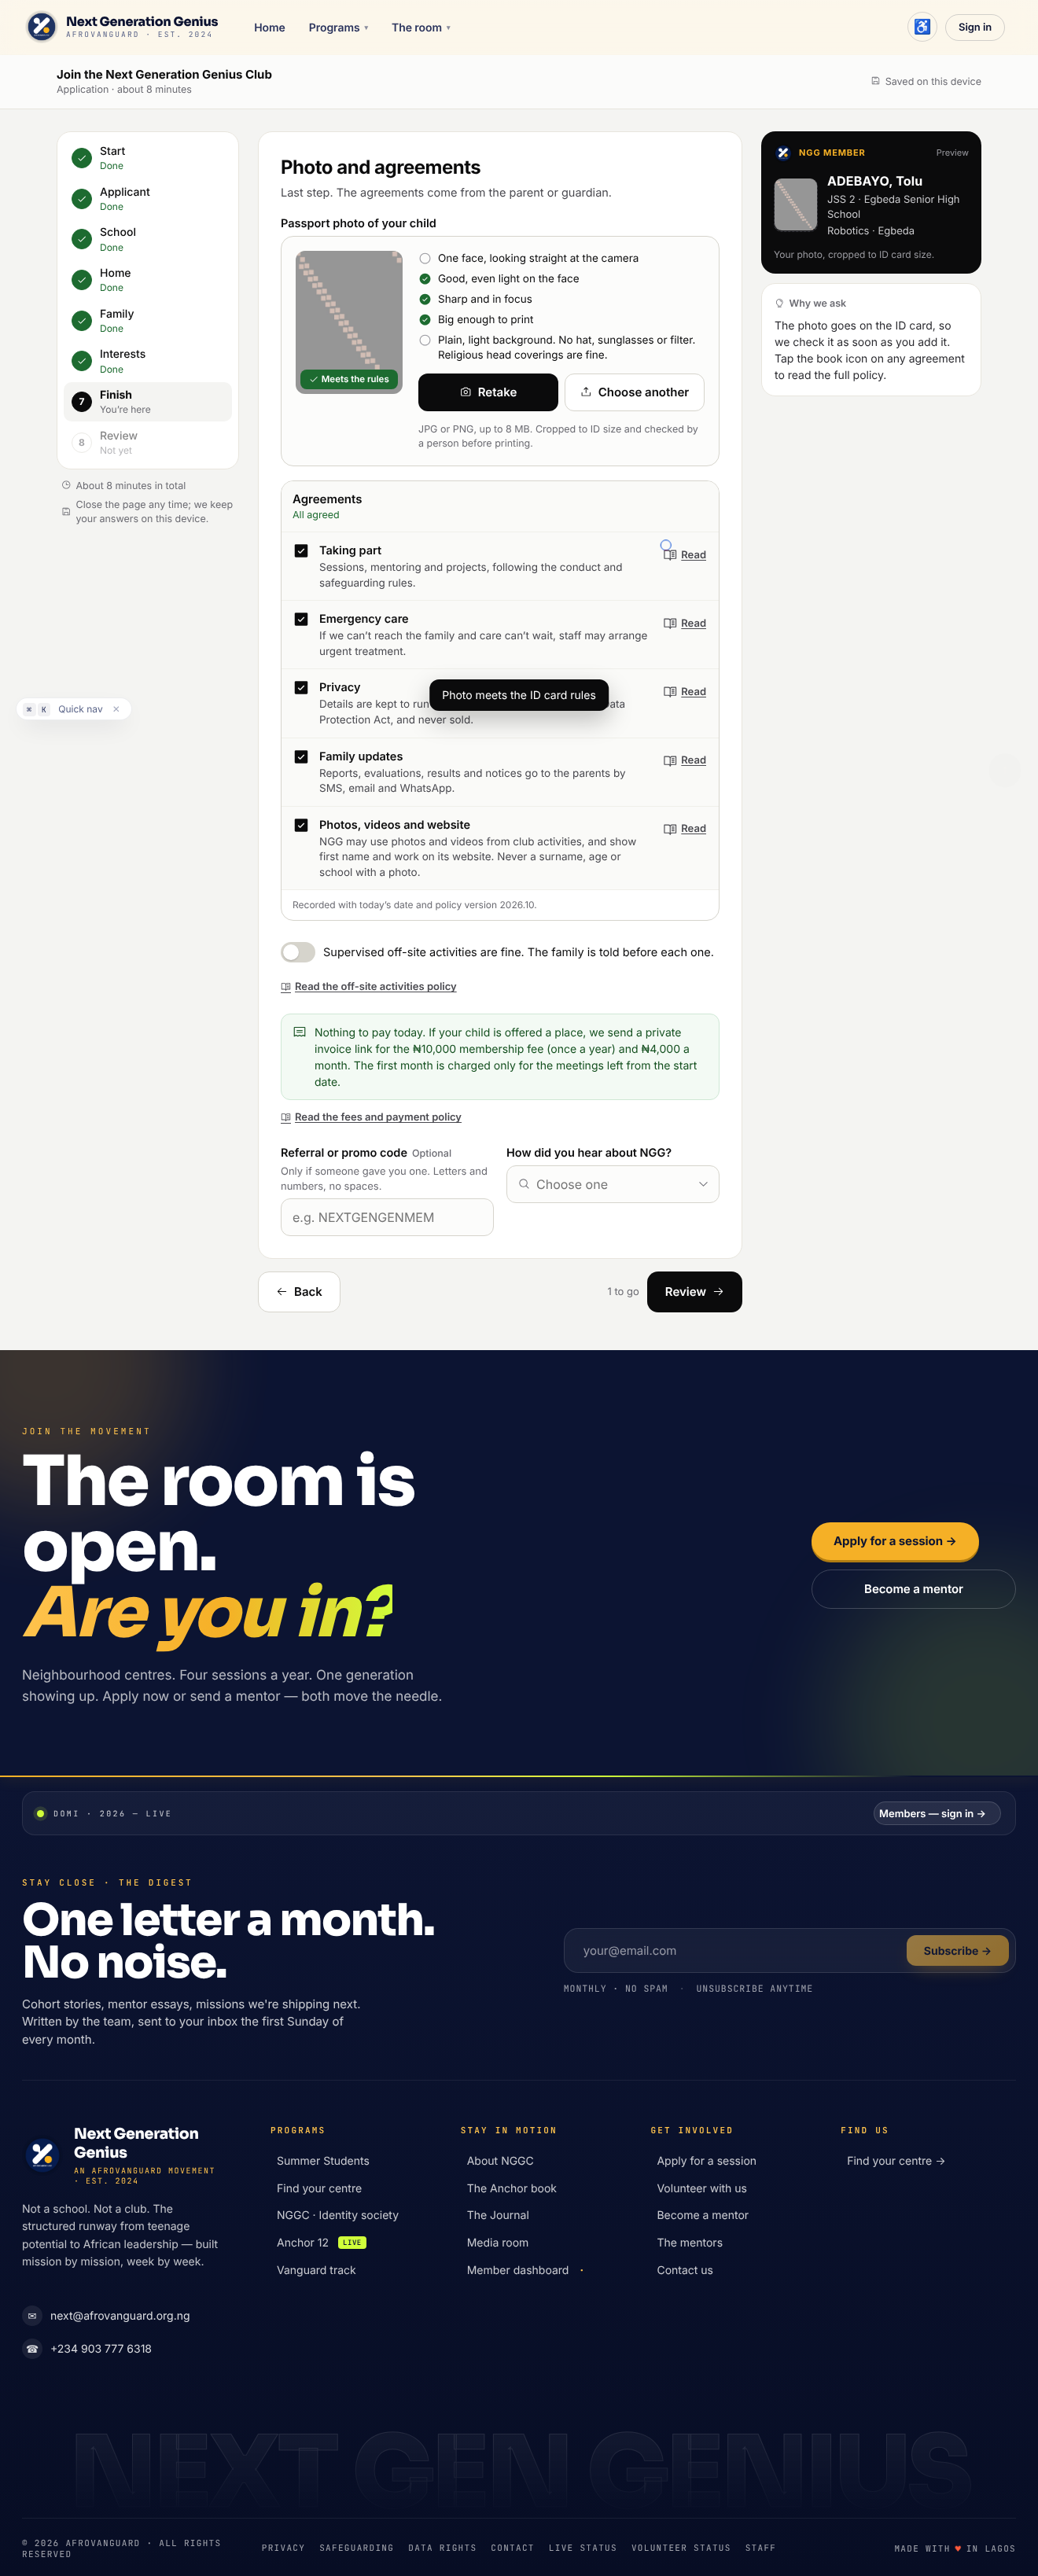 Next Generation Genius
AFROVANGUARD · EST. 2024
Home
Programs ▾
The room ▾
Sign in
Join the Next Generation Genius Club
Application · about 8 minutes
Saved on this device
Start
Done
Applicant
Done
School
Done
Home
Done
Family
Done
Interests
Done
7
Finish
You're here
8
Review
Not yet
About 8 minutes in total
Close the page any time; we keep
your answers on this device.
⌘ K Quick nav ×
Photo and agreements
Last step. The agreements come from the parent or guardian.
Passport photo of your child
Meets the rules
One face, looking straight at the camera
Good, even light on the face
Sharp and in focus
Big enough to print
Plain, light background. No hat, sunglasses or filter.
Religious head coverings are fine.
Retake
Choose another
JPG or PNG, up to 8 MB. Cropped to ID size and checked by
a person before printing.
Agreements
All agreed
Taking part
Sessions, mentoring and projects, following the conduct and
safeguarding rules.
Read
Emergency care
If we can't reach the family and care can't wait, staff may arrange
urgent treatment.
Read
Privacy
Details are kept to run
Protection Act, and never sold.
Read
Photo meets the ID card rules
Family updates
Reports, evaluations, results and notices go to the parents by
SMS, email and WhatsApp.
Read
Photos, videos and website
NGG may use photos and videos from club activities, and show
first name and work on its website. Never a surname, age or
school with a photo.
Read
Recorded with today's date and policy version 2026.10.
Supervised off-site activities are fine. The family is told before each one.
Read the off-site activities policy
Nothing to pay today. If your child is offered a place, we send a private
invoice link for the ₦10,000 membership fee (once a year) and ₦4,000 a
month. The first month is charged only for the meetings left from the start
date.
Read the fees and payment policy
Referral or promo code Optional
Only if someone gave you one. Letters and
numbers, no spaces.
e.g. NEXTGENGENMEM
How did you hear about NGG?
Choose one
← Back
1 to go
Review →
NGG MEMBER
Preview
ADEBAYO, Tolu
JSS 2 · Egbeda Senior High
School
Robotics · Egbeda
Your photo, cropped to ID card size.
Why we ask
The photo goes on the ID card, so
we check it as soon as you add it.
Tap the book icon on any agreement
to read the full policy.
JOIN THE MOVEMENT
The room is
open.
Are you in?
Neighbourhood centres. Four sessions a year. One generation
showing up. Apply now or send a mentor — both move the needle.
Apply for a session →
Become a mentor
DOMI · 2026 — LIVE
Members — sign in →
STAY CLOSE · THE DIGEST
One letter a month.
No noise.
Cohort stories, mentor essays, missions we're shipping next.
Written by the team, sent to your inbox the first Sunday of
every month.
your@email.com
Subscribe →
MONTHLY · NO SPAM · UNSUBSCRIBE ANYTIME
Next Generation
Genius
AN AFROVANGUARD MOVEMENT
· EST. 2024
Not a school. Not a club. The
structured runway from teenage
potential to African leadership — built
mission by mission, week by week.
next@afrovanguard.org.ng
+234 903 777 6318
PROGRAMS
Summer Students
Find your centre
NGGC · Identity society
Anchor 12 LIVE
Vanguard track
STAY IN MOTION
About NGGC
The Anchor book
The Journal
Media room
Member dashboard ·
GET INVOLVED
Apply for a session
Volunteer with us
Become a mentor
The mentors
Contact us
FIND US
Find your centre →
NEXT GEN GENIUS
© 2026 AFROVANGUARD · ALL RIGHTS
RESERVED
PRIVACY SAFEGUARDING DATA RIGHTS CONTACT LIVE STATUS VOLUNTEER STATUS STAFF
MADE WITH ♥ IN LAGOS